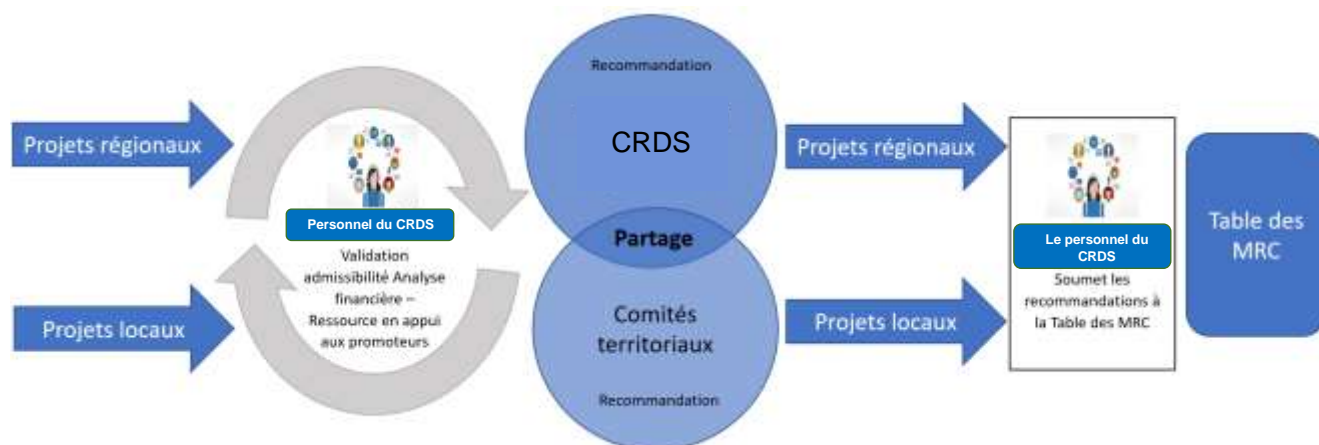 Projets régionaux
Projets locaux
Personnel du CRDS
Validation
admissibilité Analyse
financière –
Ressource en appui
aux promoteurs
Recommandation
CRDS
Partage
Comités
territoriaux
Recommandation
Projets régionaux
Projets locaux
Le personnel du
CRDS
Soumet les
recommandations à
la Table des MRC
Table des
MRC